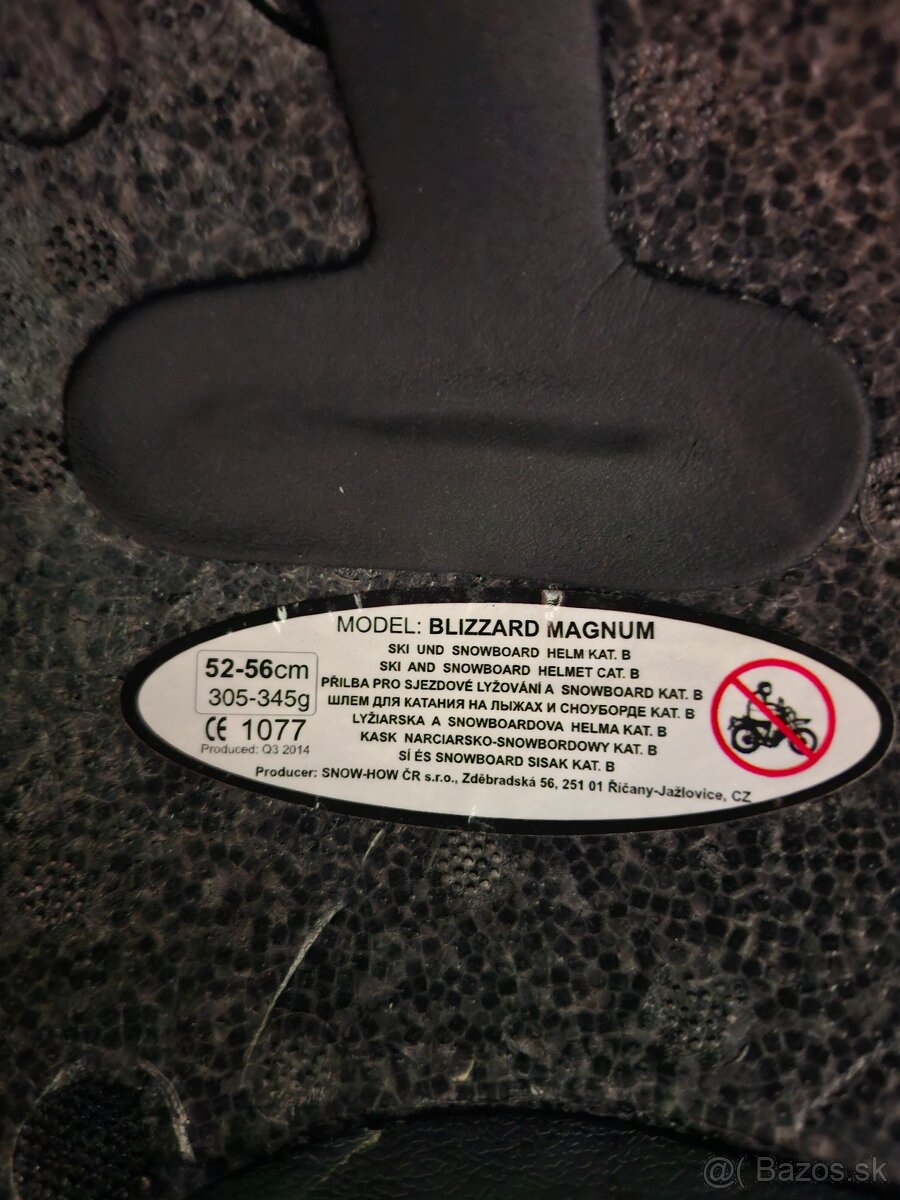 MODEL: BLIZZARD MAGNUM
52-56cm
305-345g
CE 1077
Produced: Q3 2014
SKI UND SNOWBOARD HELM KAT. B
SKI AND SNOWBOARD HELMET CAT. B
PŘILBA PRO SJEZDOVÉ LYŽOVÁNÍ A SNOWBOARD KAT. B
ШЛЕМ ДЛЯ КАТАНИЯ НА ЛЫЖАХ И СНОУБОРДЕ КАТ. B
LYŽIARSKA A SNOWBOARDOVA HELMA KAT. B
KASK NARCIARSKO-SNOWBORDOWY KAT. B
SÍ ÉS SNOWBOARD SISAK KAT. B
Producer: SNOW-HOW ČR s.r.o., Zděbradská 56, 251 01 Říčany-Jažlovice, CZ
@( Bazos.sk